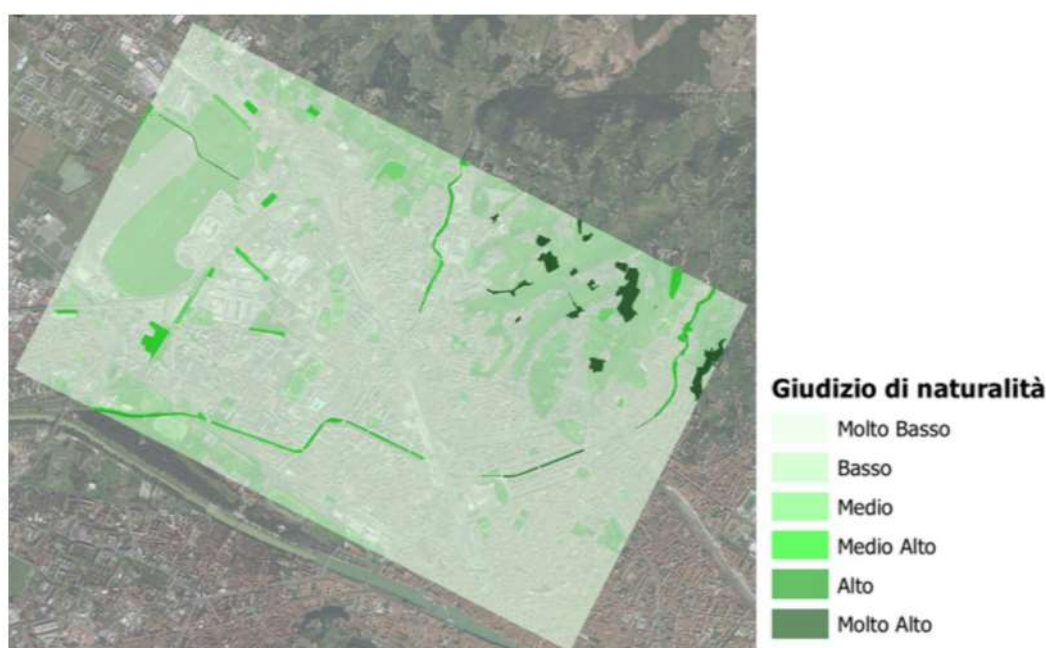 Giudizio di naturalità
Molto Basso
Basso
Medio
Medio Alto
Alto
Molto Alto